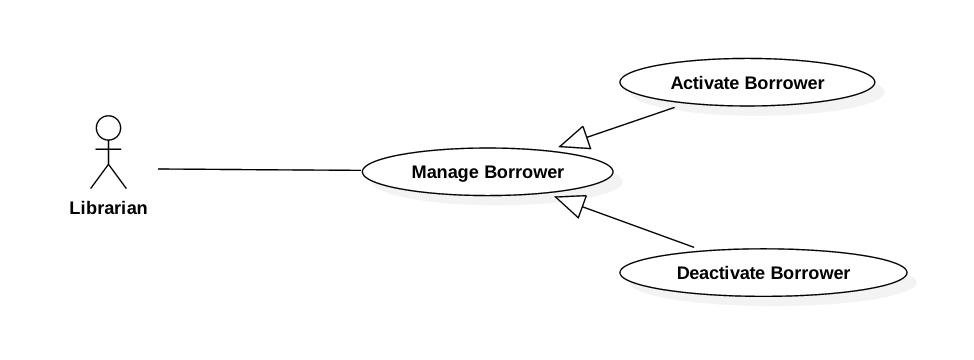 Activate Borrower
Manage Borrower
Librarian
Deactivate Borrower